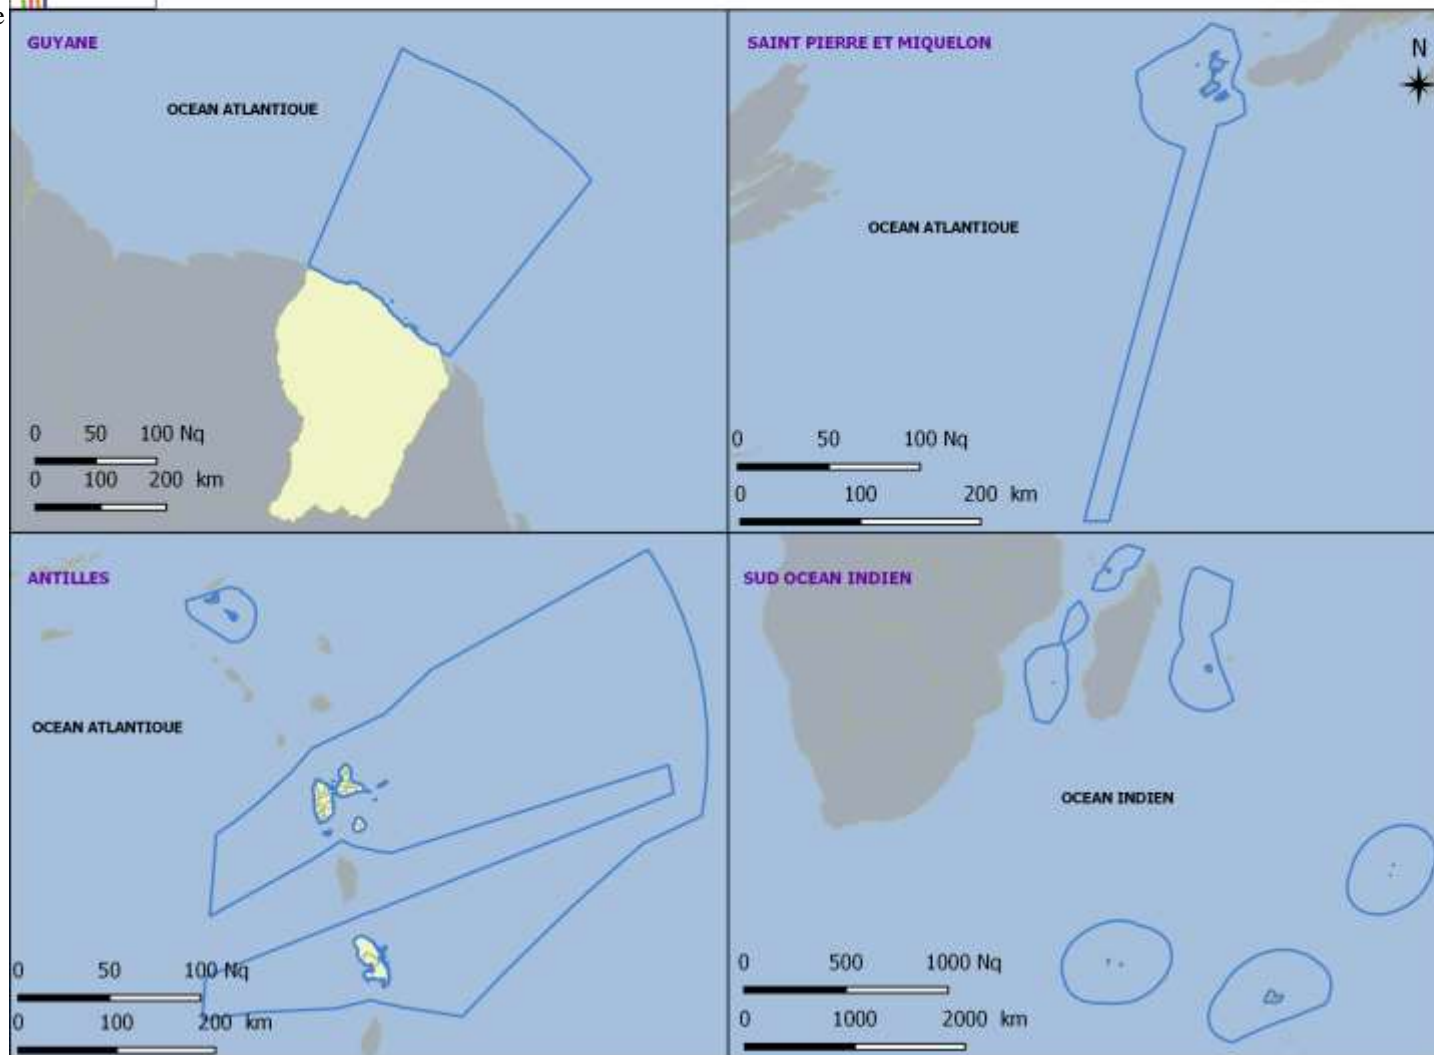 e
GUYANE
OCEAN ATLANTIQUE
0 50 100 Nq
0 100 200 km
SAINT PIERRE ET MIQUELON
N
OCEAN ATLANTIQUE
0 50 100 Nq
0 100 200 km
ANTILLES
OCEAN ATLANTIQUE
0 50 100 Nq
0 100 200 km
SUD OCEAN INDIEN
OCEAN INDIEN
0 500 1000 Nq
0 1000 2000 km